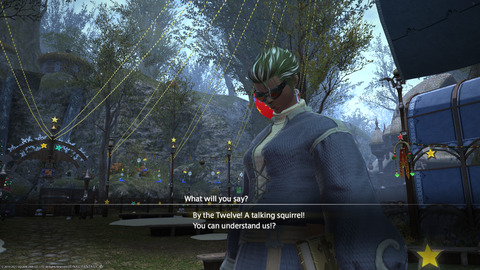 What will you say?
By the Twelve! A talking squirrel!
You can understand us!?